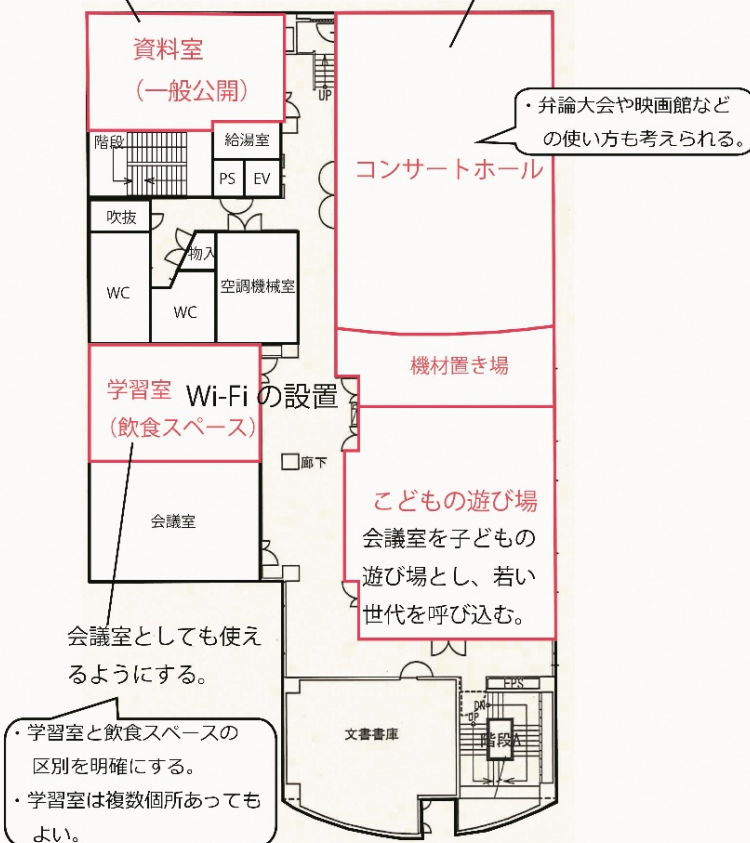 資料室
（一般公開）
UP
・弁論大会や映画館など
の使い方も考えられる。
階段
給湯室
コンサートホール
PS
EV
吹抜
物入
WC
空調機械室
WC
機材置き場
学習室
Wi-Fi の設置
（飲食スペース）
廊下
こどもの遊び場
会議室
会議室を子どもの
遊び場とし、若い
世代を呼び込む。
会議室としても使え
るようにする。
EPS
DN
UP
・学習室と飲食スペースの
区別を明確にする。
・学習室は複数個所あっても
よい。
文書書庫
階段A